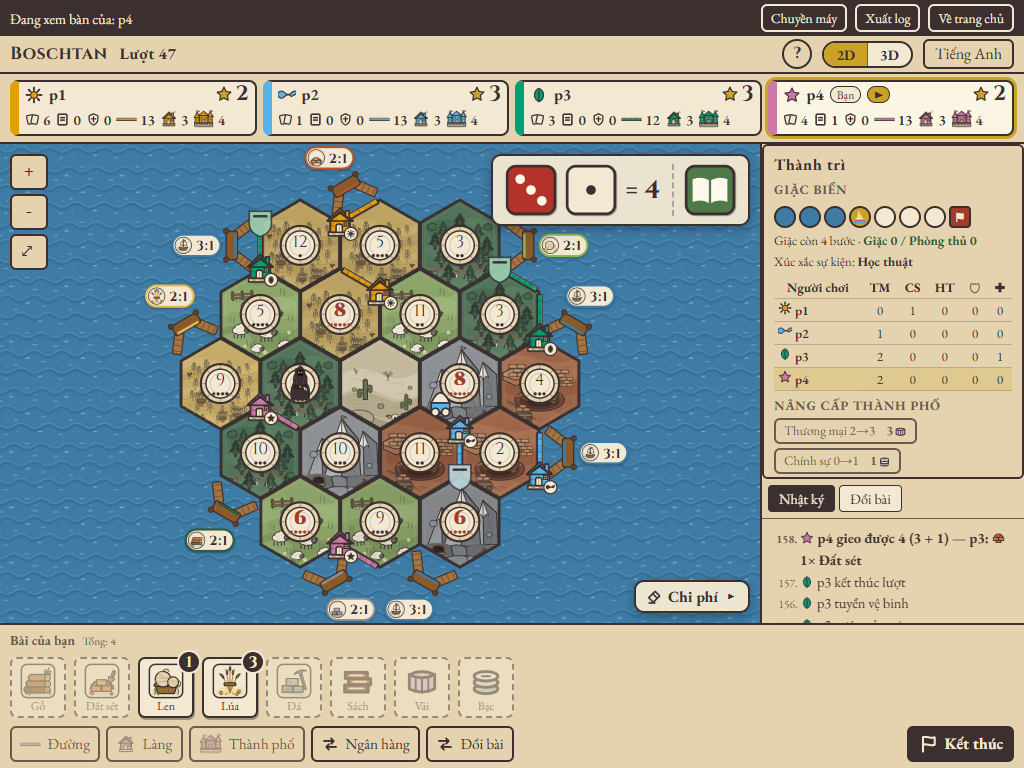 Đang xem bàn của: p4
Chuyền máy
Xuất log
Về trang chủ
BOSCHTAN Lượt 47
?
2D 3D
Tiếng Anh
p1 2
6 0 0 13 3 4
p2 3
1 0 0 13 3 4
p3 3
3 0 0 12 3 4
p4 Bạn 2
4 1 0 13 3 4
+
-
2:1
= 4
3:1
12 5 3
2:1
2:1
3:1
5 8 11 3
9 8 4
10 10 11 2
3:1
6 9 6
2:1
2:1
3:1
Chi phí
Thành trì
GIẶC BIỂN
Giặc còn 4 bước · Giặc 0 / Phòng thủ 0
Xúc xắc sự kiện: Học thuật
Người chơi TM CS HT
p1 0 1 0 0 0
p2 1 0 0 0 0
p3 2 0 0 0 1
p4 2 0 0 0 0
NÂNG CẤP THÀNH PHỐ
Thương mại 2→3 3
Chính sự 0→1 1
Nhật ký
Đổi bài
158. p4 gieo được 4 (3 + 1) — p3:
1× Đất sét
157. p3 kết thúc lượt
156. p3 tuyển vệ binh
Bài của bạn Tổng: 4
1 3
Gỗ Đất sét Len Lúa Đá Sách Vải Bạc
Đường
Làng
Thành phố
Ngân hàng
Đổi bài
Kết thúc